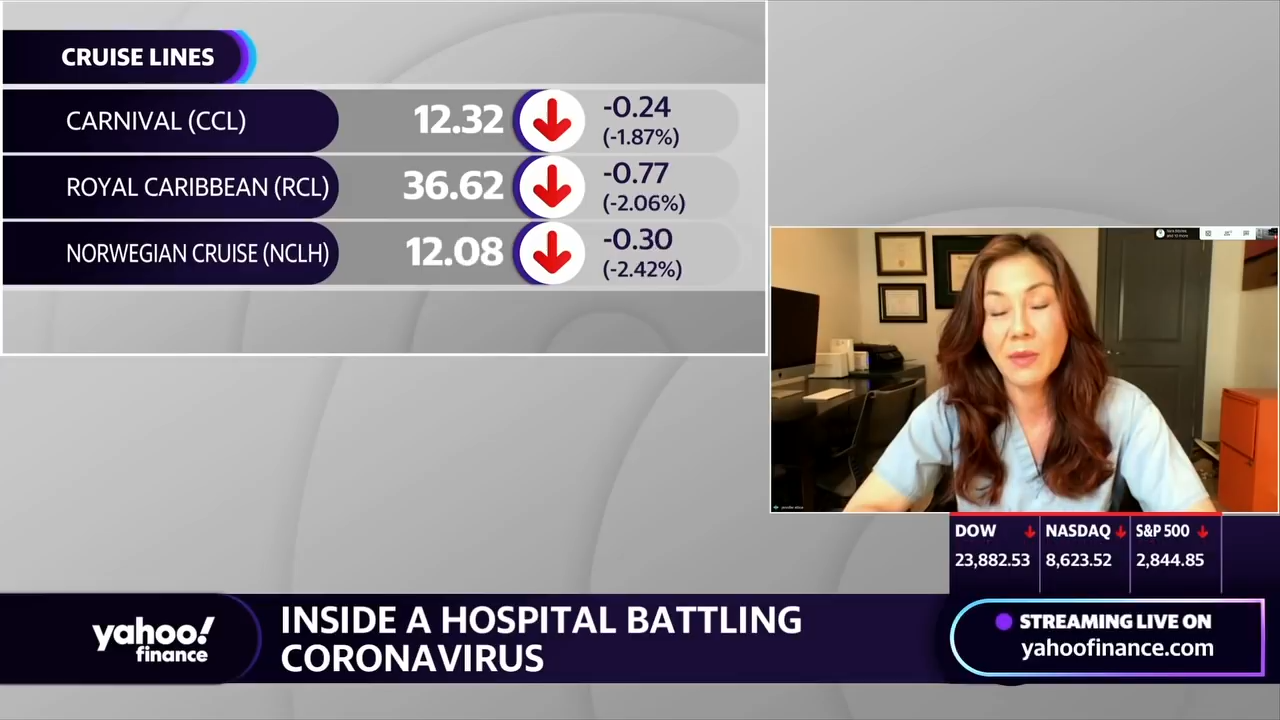 CRUISE LINES
CARNIVAL (CCL) 12.32 -0.24
(-1.87%)
ROYAL CARIBBEAN (RCL) 36.62 -0.77
(-2.06%)
NORWEGIAN CRUISE (NCLH) 12.08 -0.30
(-2.42%)
DOW NASDAQ S&P 500
23,882.53 8,623.52 2,844.85
yahoo!
finance
INSIDE A HOSPITAL BATTLING
CORONAVIRUS
STREAMING LIVE ON
yahoofinance.com